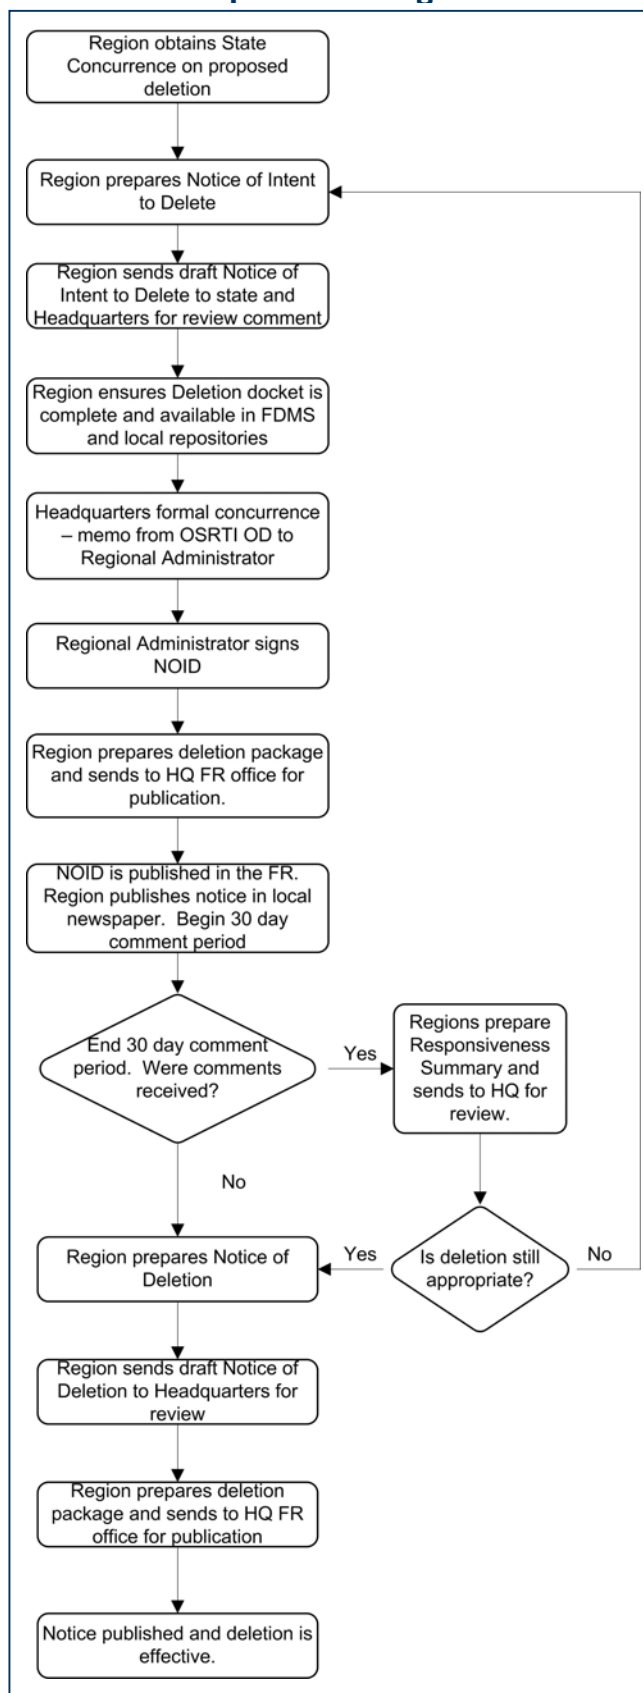 Region obtains State
Concurrence on proposed
deletion
Region prepares Notice of Intent
to Delete
Region sends draft Notice of
Intent to Delete to state and
Headquarters for review comment
Region ensures Deletion docket is
complete and available in FDMS
and local repositories
Headquarters formal concurrence
– memo from OSRTI OD to
Regional Administrator
Regional Administrator signs
NOID
Region prepares deletion package
and sends to HQ FR office for
publication.
NOID is published in the FR.
Region publishes notice in local
newspaper. Begin 30 day
comment period
End 30 day comment
period. Were comments
received?
Yes
Regions prepare
Responsiveness
Summary and
sends to HQ for
review.
No
Is deletion still
appropriate?
Yes
No
Region prepares Notice of
Deletion
Region sends draft Notice of
Deletion to Headquarters for
review
Region prepares deletion
package and sends to HQ FR
office for publication
Notice published and deletion is
effective.